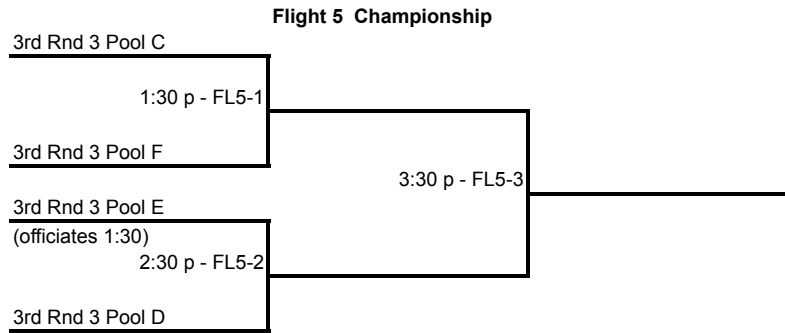 Flight 5 Championship
3rd Rnd 3 Pool C
1:30 p - FL5-1
3rd Rnd 3 Pool F
3:30 p - FL5-3
3rd Rnd 3 Pool E
(officiates 1:30)
2:30 p - FL5-2
3rd Rnd 3 Pool D